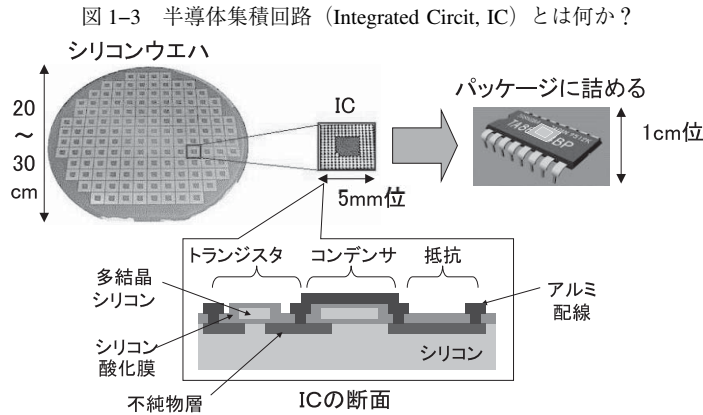 図 1–3 半導体集積回路（Integrated Circit, IC）とは何か？
シリコンウエハ
20
〜
30
cm
IC
5mm位
パッケージに詰める
1cm位
トランジスタ
コンデンサ
抵抗
多結晶
シリコン
アルミ
配線
シリコン
酸化膜
シリコン
不純物層
ICの断面